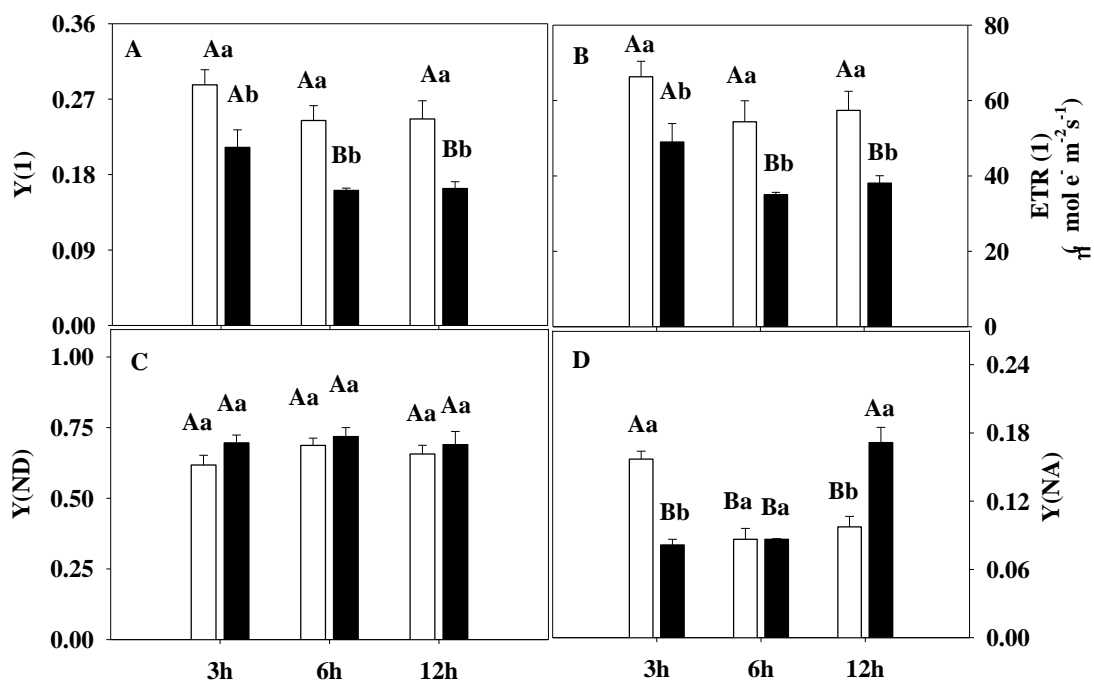 A
0.36
0.27
0.18
0.09
0.00
Y(1)
Aa
Ab
Aa
Bb
Aa
Bb
B
80
60
40
20
0
ETR (1)
mol e⁻ m⁻²s⁻¹)
Aa
Ab
Aa
Bb
Aa
Bb
C
1.00
0.75
0.50
0.25
0.00
Y(ND)
Aa
Aa
Aa
Aa
Aa
Aa
3h
6h
12h
D
0.24
0.18
0.12
0.06
0.00
Y(NA)
Aa
Bb
Ba
Ba
Bb
Aa
3h
6h
12h